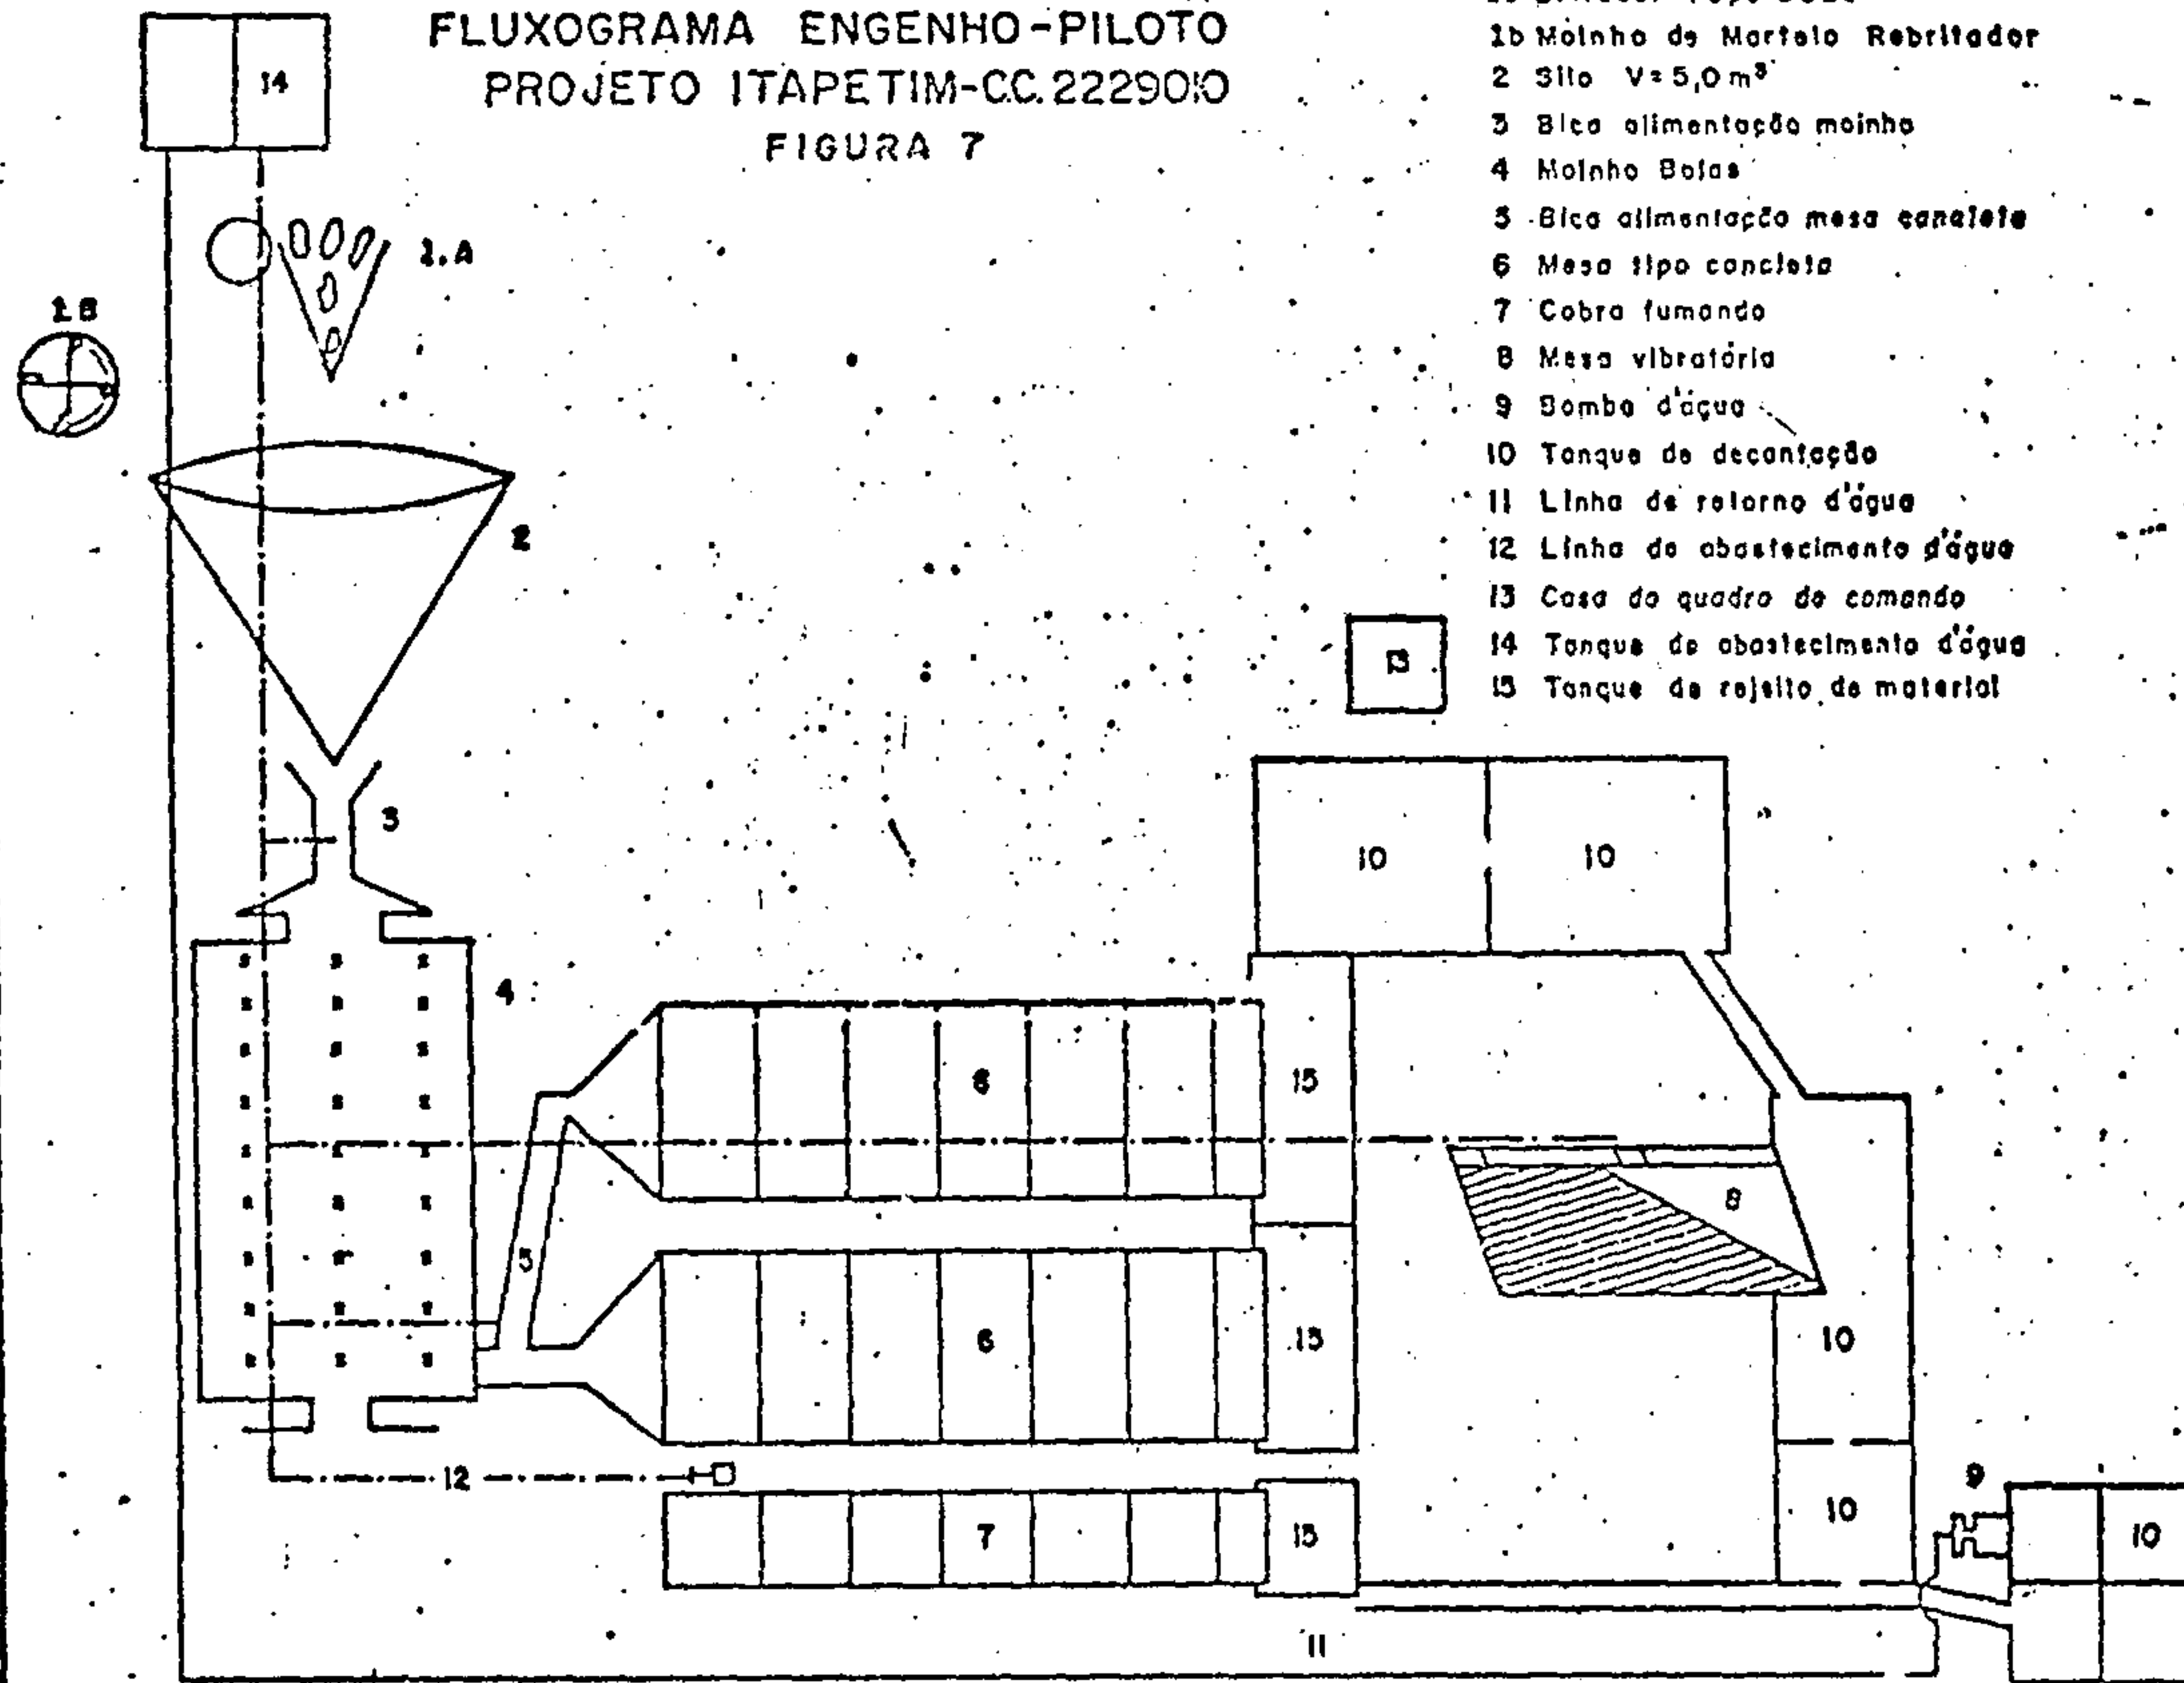 FLUXOGRAMA ENGENHO-PILOTO
PROJETO ITAPETIM-C.C. 2229010
FIGURA 7
1b Moinho de Martelo Rebritador
2 Silo V=5,0 m³
3 Bica alimentação moinho
4 Moinho Bolas
5 Bica alimentação mesa canaleta
6 Mesa tipo canaleta
7 Cobra fumando
8 Mesa vibratória
9 Bomba d'água
10 Tanque de decantação
11 Linha de retorno d'água
12 Linha de abastecimento d'água
13 Casa do quadro de comando
14 Tanque de abastecimento d'água
15 Tanque de rejeito de material
14
1.A
1B
2
13
3
10 10
4
6 15
8
5
6 15 10
12
9
7 15 10 10
11